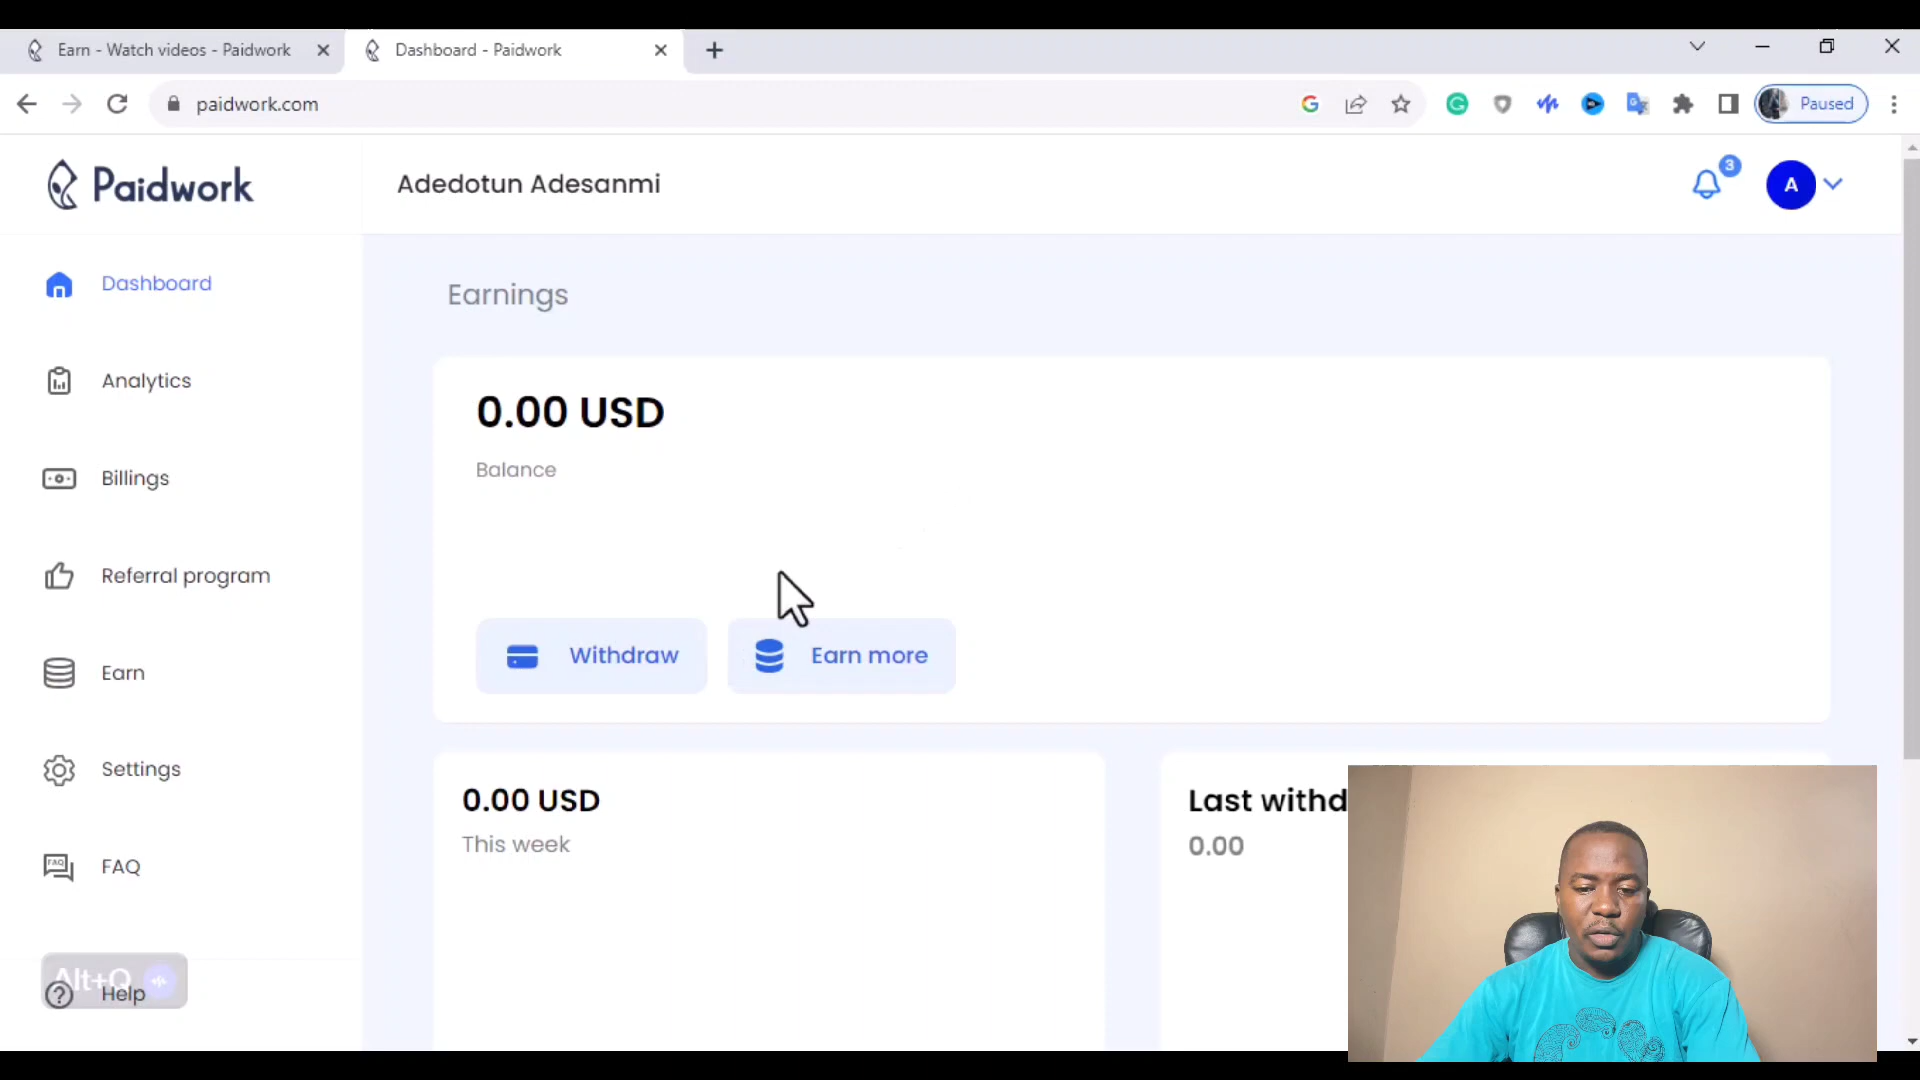 Earn - Watch videos - Paidwork
Dashboard - Paidwork
paidwork.com
Paused
Paidwork
Adedotun Adesanmi
3
A
Dashboard
Earnings
Analytics
0.00 USD
Balance
Billings
Referral program
Withdraw
Earn more
Earn
Settings
0.00 USD
This week
Last withd
0.00
FAQ
FAQ
Alt+Q
Help